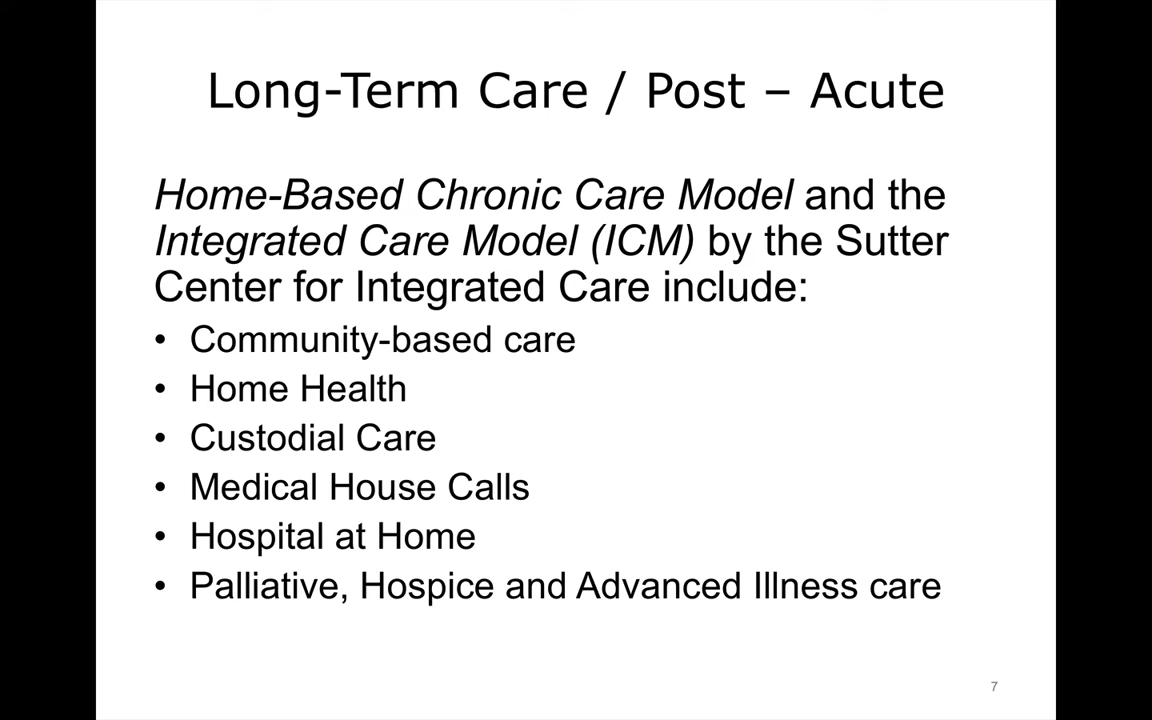 Long-Term Care / Post – Acute
Home-Based Chronic Care Model and the
Integrated Care Model (ICM) by the Sutter
Center for Integrated Care include:
• Community-based care
• Home Health
• Custodial Care
• Medical House Calls
• Hospital at Home
• Palliative, Hospice and Advanced Illness care
7